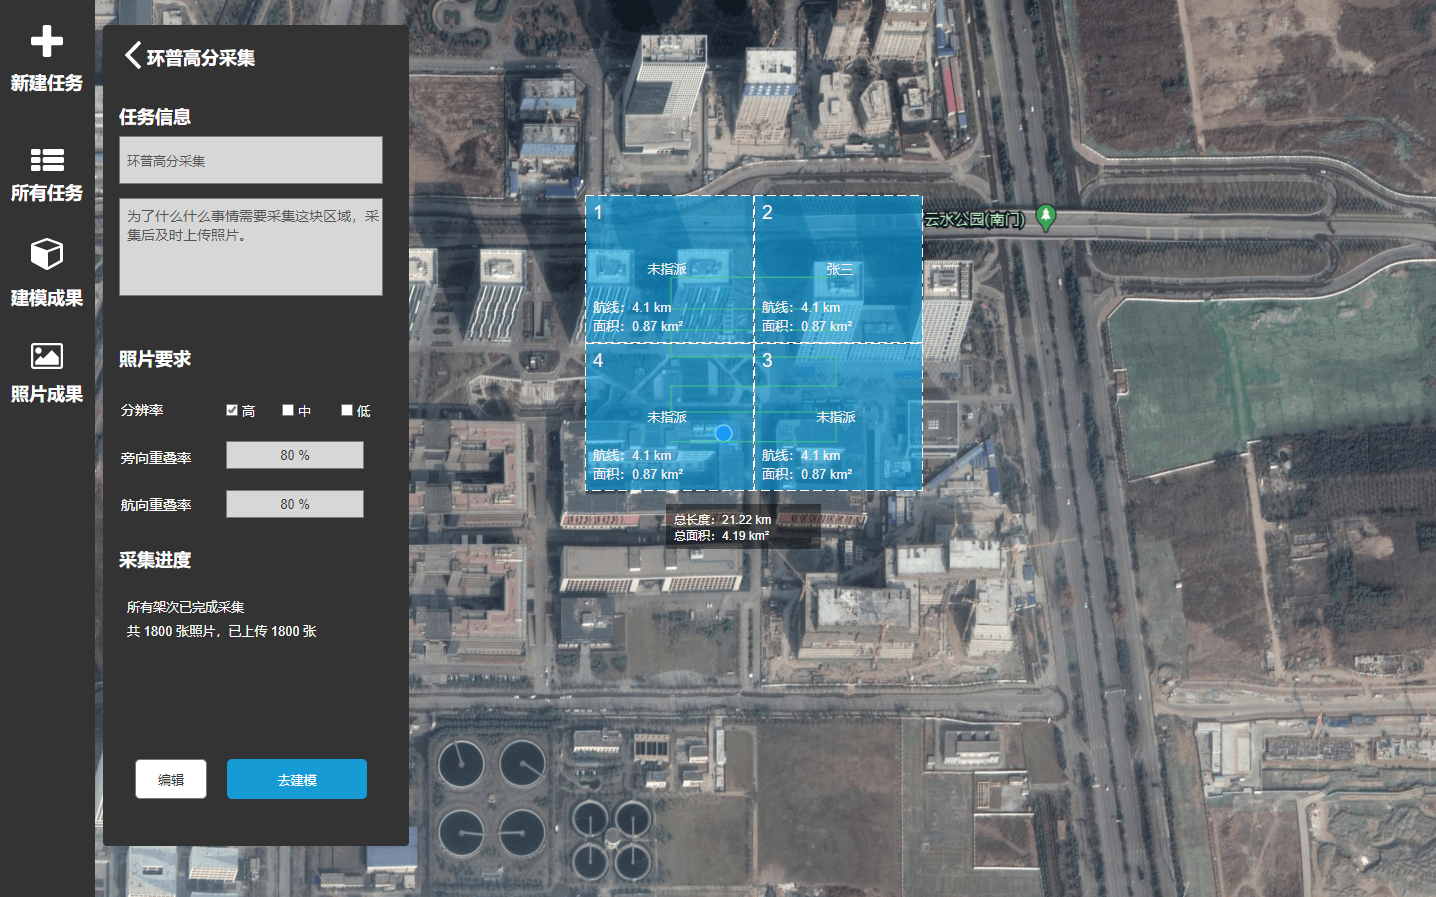 新建任务
所有任务
建模成果
照片成果
环普高分采集
任务信息
环普高分采集
为了什么什么事情需要采集这块区域，采
集后及时上传照片。
照片要求
分辨率
高
中
低
旁向重叠率
80 %
航向重叠率
80 %
采集进度
所有架次已完成采集
共 1800 张照片，已上传 1800 张
编辑
去建模
1
未指派
航线：4.1 km
面积：0.87 km²
2
张三
航线：4.1 km
面积：0.87 km²
云水公园(南门)
4
未指派
航线：4.1 km
面积：0.87 km²
3
未指派
航线：4.1 km
面积：0.87 km²
总长度：21.22 km
总面积：4.19 km²